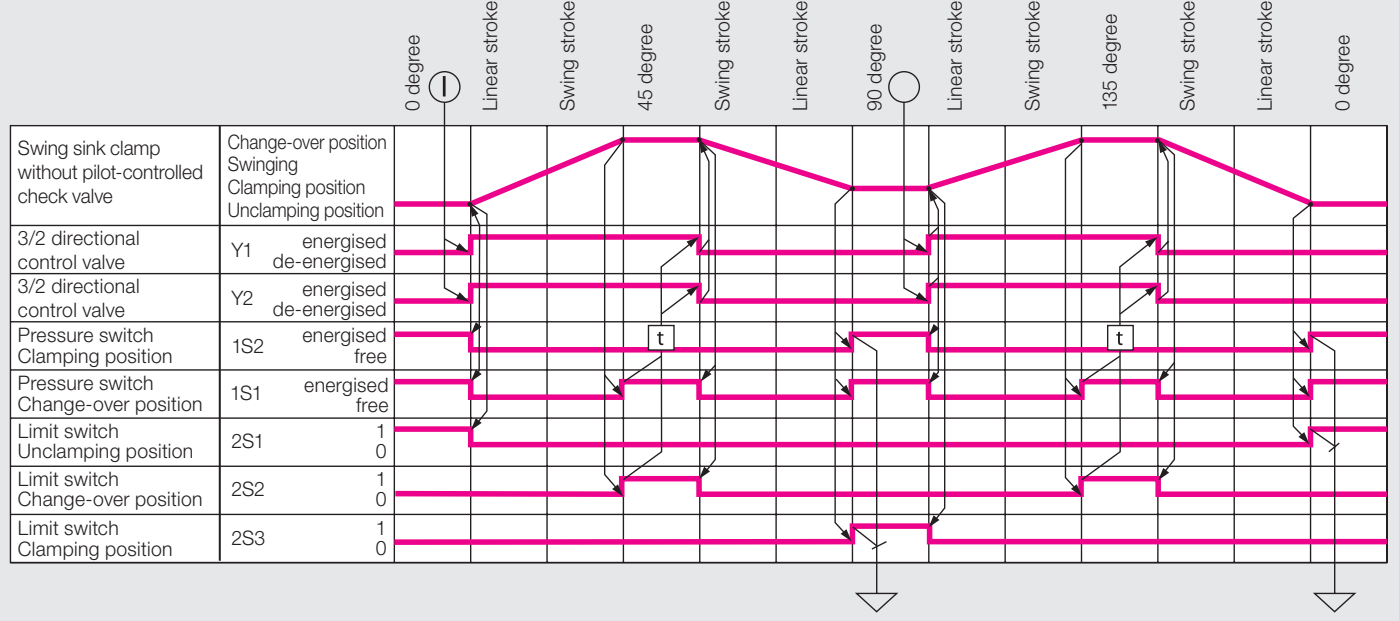 0 degree
Linear stroke
Swing stroke
45 degree
Swing stroke
Linear stroke
90 degree
Linear stroke
Swing stroke
135 degree
Swing stroke
Linear stroke
0 degree
Swing sink clamp
without pilot-controlled
check valve
Change-over position
Swinging
Clamping position
Unclamping position
3/2 directional
control valve
Y1
energised
de-energised
3/2 directional
control valve
Y2
energised
de-energised
Pressure switch
Clamping position
1S2
energised
free
t
t
Pressure switch
Change-over position
1S1
energised
free
Limit switch
Unclamping position
2S1
1
0
Limit switch
Change-over position
2S2
1
0
Limit switch
Clamping position
2S3
1
0